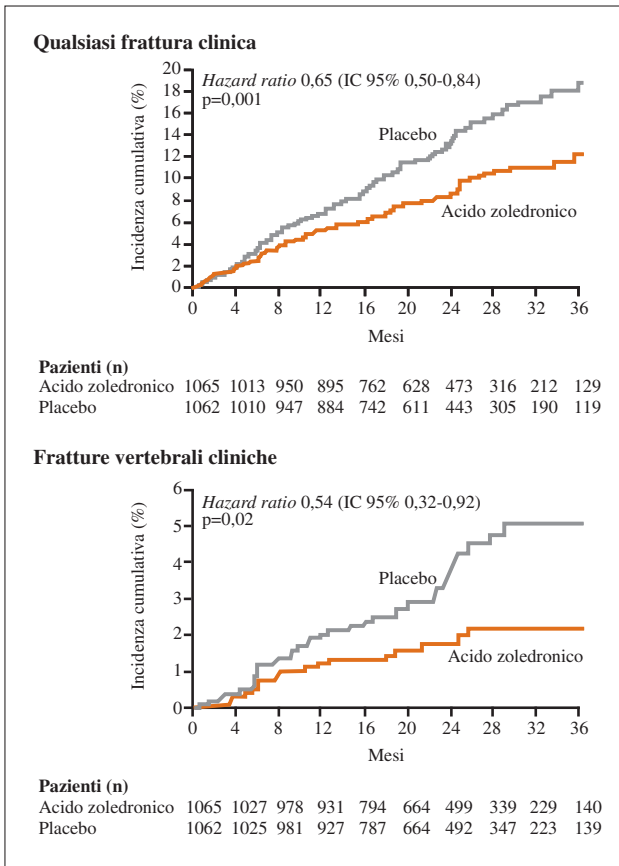 Qualsiasi frattura clinica
Incidenza cumulativa (%)
20
18
16
14
12
10
8
6
4
2
0
Hazard ratio 0,65 (IC 95% 0,50-0,84)
p=0,001
Placebo
Acido zoledronico
0 4 8 12 16 20 24 28 32 36
Mesi
Pazienti (n)
Acido zoledronico 1065 1013 950 895 762 628 473 316 212 129
Placebo 1062 1010 947 884 742 611 443 305 190 119
Fratture vertebrali cliniche
Incidenza cumulativa (%)
6
5
4
3
2
1
0
Hazard ratio 0,54 (IC 95% 0,32-0,92)
p=0,02
Placebo
Acido zoledronico
0 4 8 12 16 20 24 28 32 36
Mesi
Pazienti (n)
Acido zoledronico 1065 1027 978 931 794 664 499 339 229 140
Placebo 1062 1025 981 927 787 664 492 347 223 139